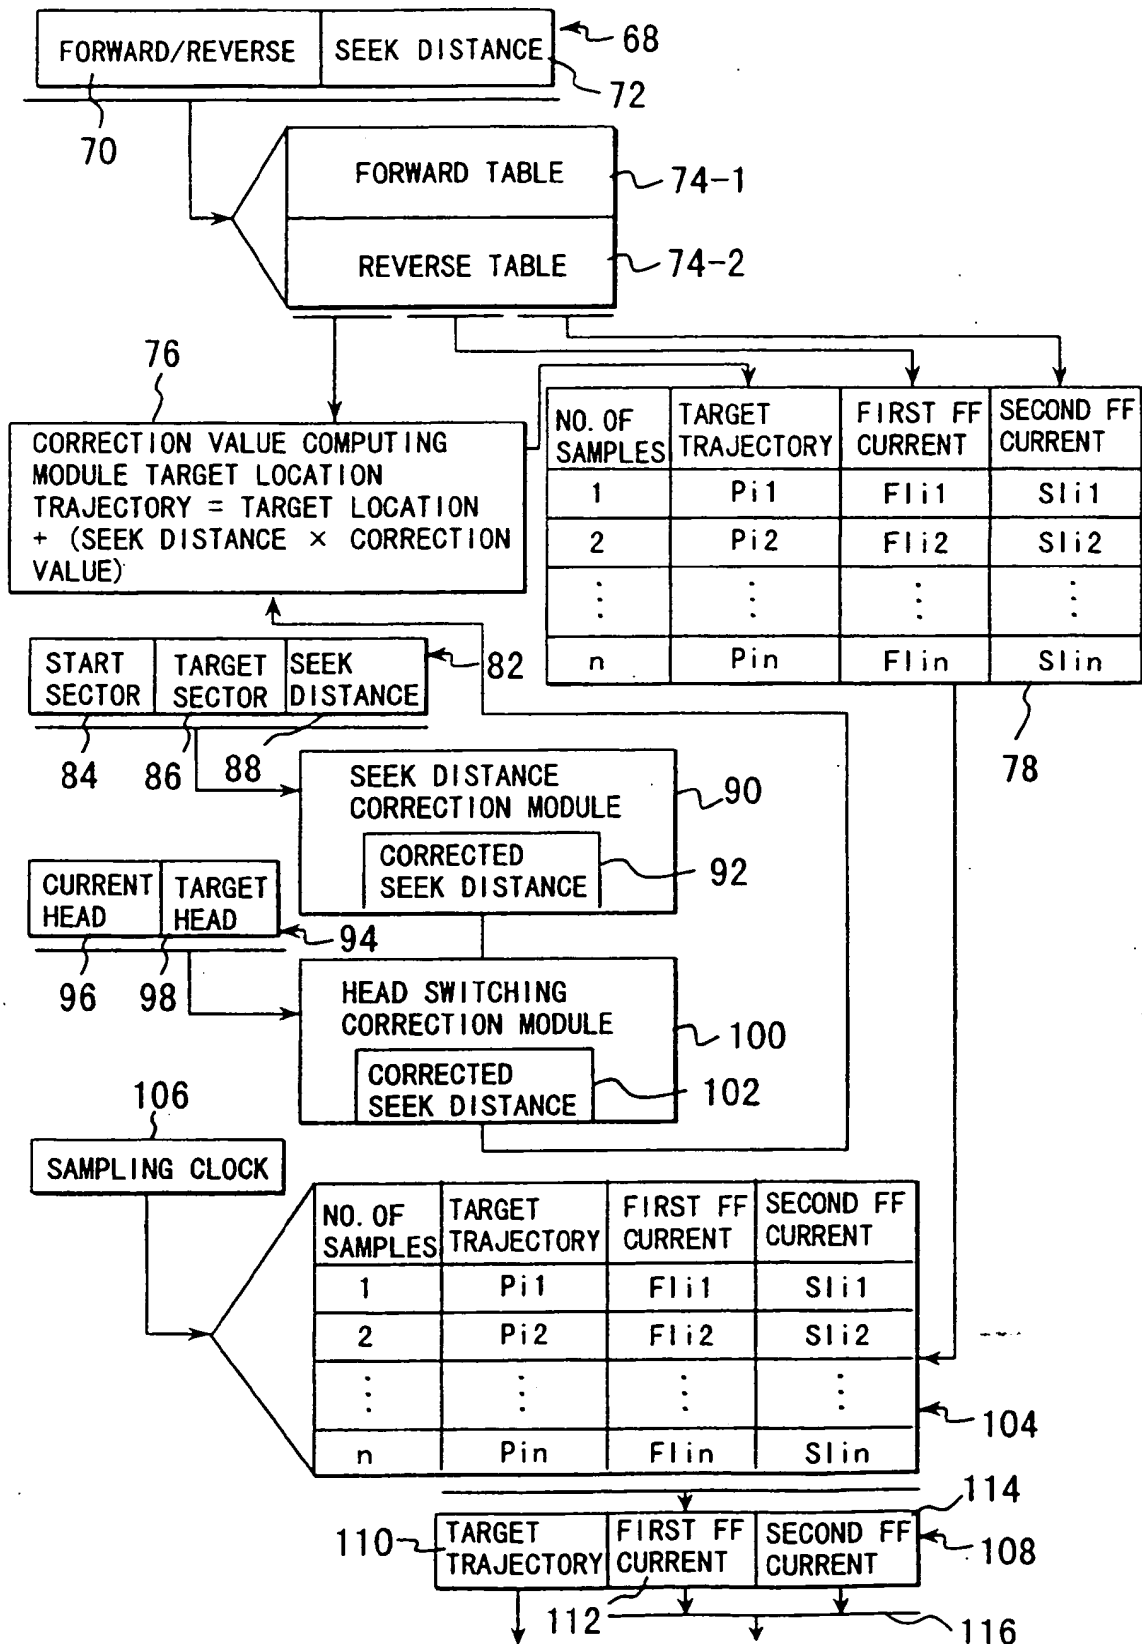 FORWARD/REVERSE
SEEK DISTANCE
68
70
72
FORWARD TABLE
74-1
REVERSE TABLE
74-2
76
CORRECTION VALUE COMPUTING
MODULE TARGET LOCATION
TRAJECTORY = TARGET LOCATION
+ (SEEK DISTANCE × CORRECTION
VALUE)
NO. OF
SAMPLES
TARGET
TRAJECTORY
FIRST FF
CURRENT
SECOND FF
CURRENT
1 Pi1 FIi1 SIi1
2 Pi2 FIi2 SIi2
⋮ ⋮ ⋮ ⋮
n Pin FIin SIin
78
START
SECTOR
TARGET
SECTOR
SEEK
DISTANCE
82
84
86
88
SEEK DISTANCE
CORRECTION MODULE
90
CORRECTED
SEEK DISTANCE
92
CURRENT
HEAD
TARGET
HEAD
94
96
98
HEAD SWITCHING
CORRECTION MODULE
100
CORRECTED
SEEK DISTANCE
102
106
SAMPLING CLOCK
NO. OF
SAMPLES
TARGET
TRAJECTORY
FIRST FF
CURRENT
SECOND FF
CURRENT
1 Pi1 FIi1 SIi1
2 Pi2 FIi2 SIi2
⋮ ⋮ ⋮ ⋮
n Pin FIin SIin
104
110
TARGET
TRAJECTORY
FIRST FF
CURRENT
SECOND FF
CURRENT
114
108
112
116